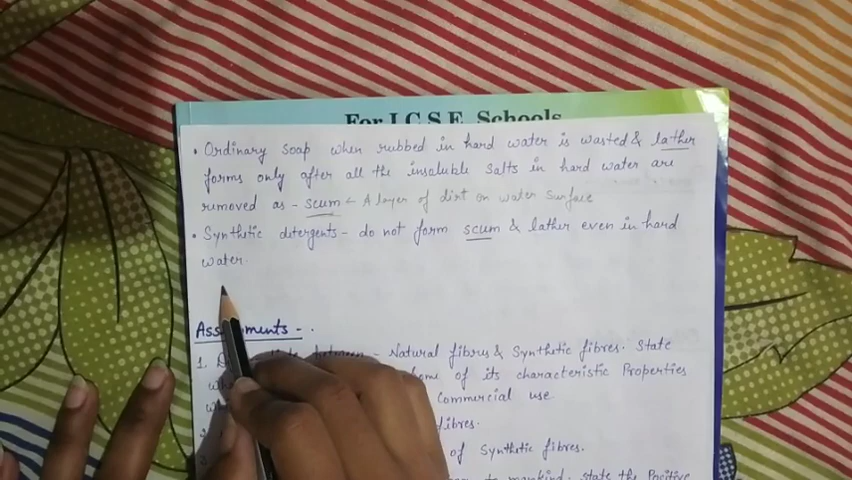 For I.C.S.E. Schools
• Ordinary soap when rubbed in hard water is wasted & lather
forms only after all the insoluble salts in hard water are
removed as - scum ← A layer of dirt on water surface
• Synthetic detergents - do not form scum & lather even in hard
water.
Assignments - .
1. Natural fibres & Synthetic fibres. State
some of its characteristic Properties
Commercial use
fibres.
of Synthetic fibres.
to mankind. State the Positive